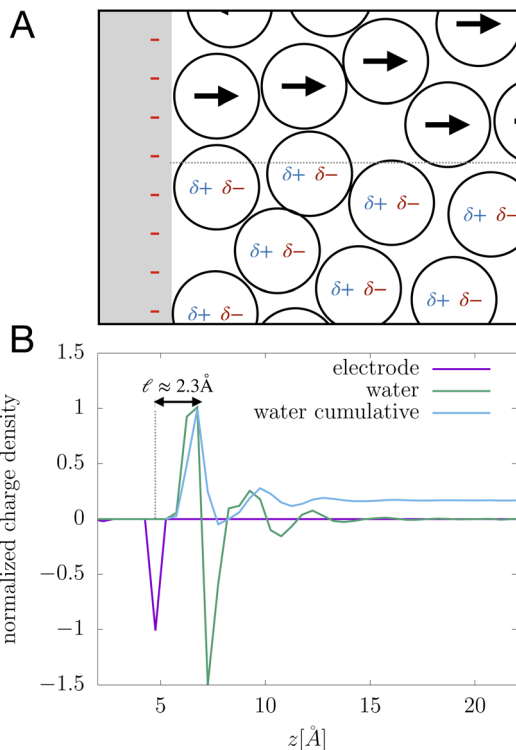 A
δ+ δ−
δ+ δ−
δ+ δ−
δ+ δ−
δ+ δ−
δ+ δ−
δ+ δ−
δ+ δ−
B
normalized charge density
1.5
1
0.5
0
−0.5
−1
−1.5
ℓ ≈ 2.3Å
electrode
water
water cumulative
5 10 15 20
z[Å]